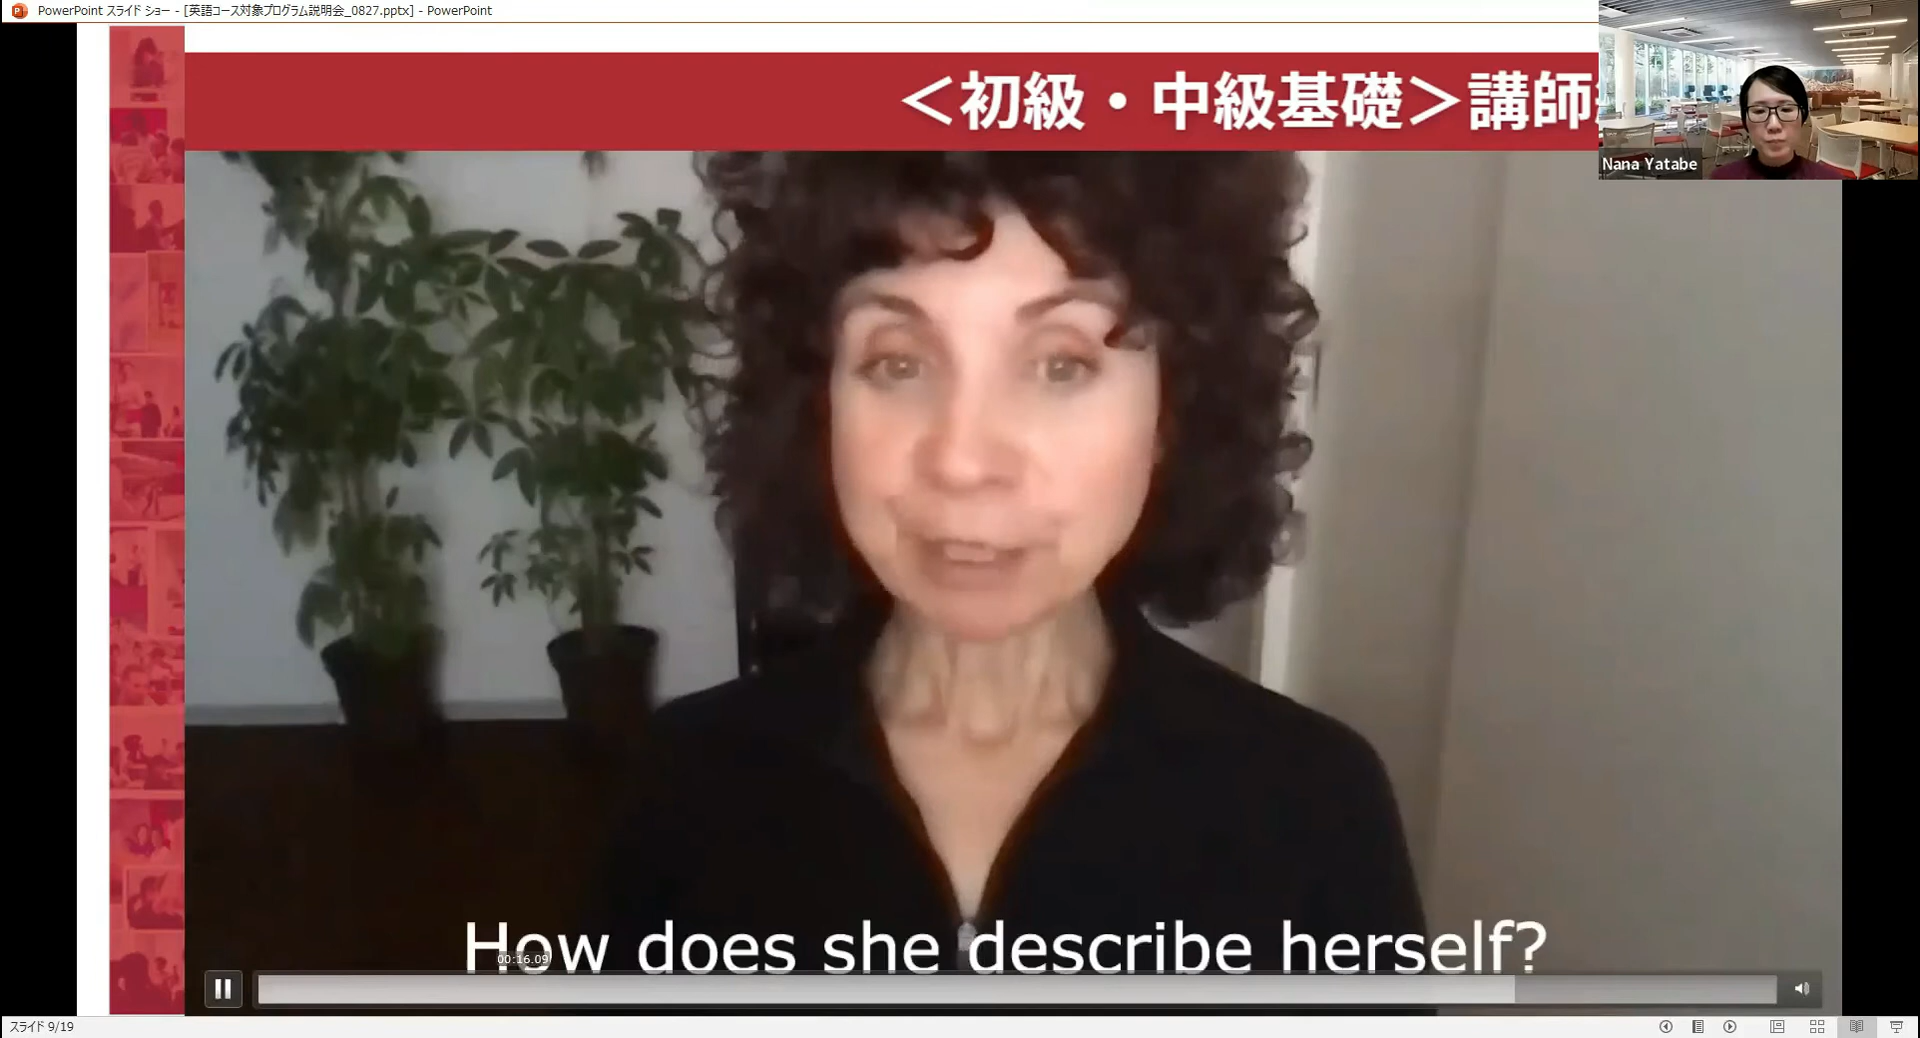 PowerPoint スライド ショー - [英語コース対象プログラム説明会_0827.pptx] - PowerPoint
＜初級・中級基礎＞講師
Nana Yatabe
How does she describe herself?
00:16.09
スライド 9/19